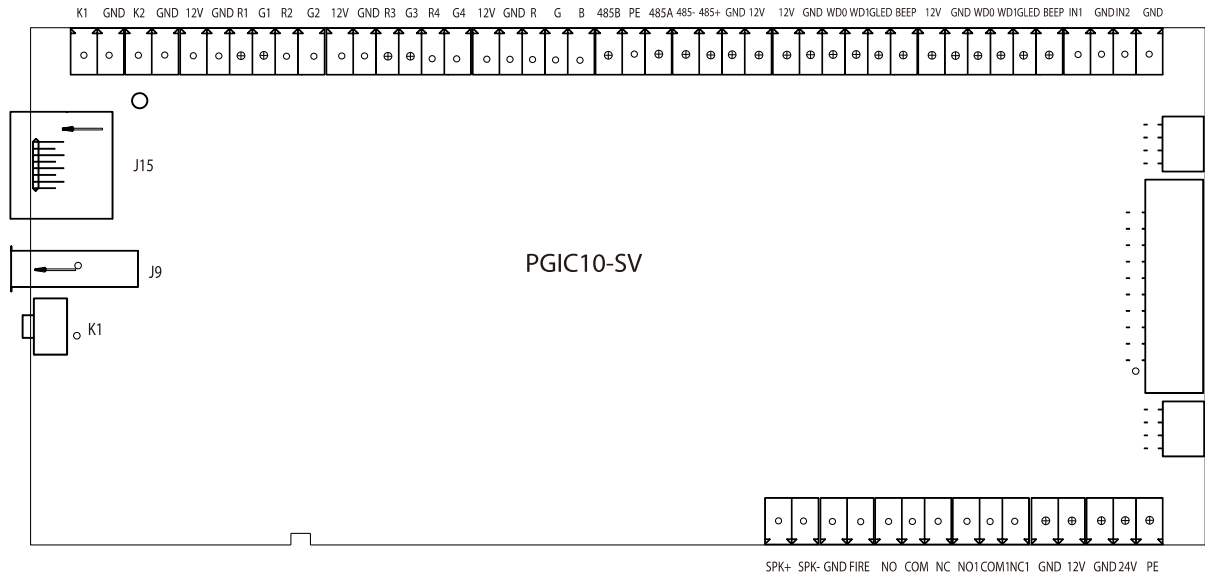 K1 GND K2 GND 12V GND R1 G1 R2 G2 12V GND R3 G3 R4 G4 12V GND R G B 485B PE 485A 485- 485+ GND 12V 12V GND WD0 WD1GLED BEEP 12V GND WD0 WD1GLED BEEP IN1 GND IN2 GND
J15
PGIC10-SV
J9
K1
SPK+ SPK- GND FIRE NO COM NC NO1 COM1NC1 GND 12V GND 24V PE